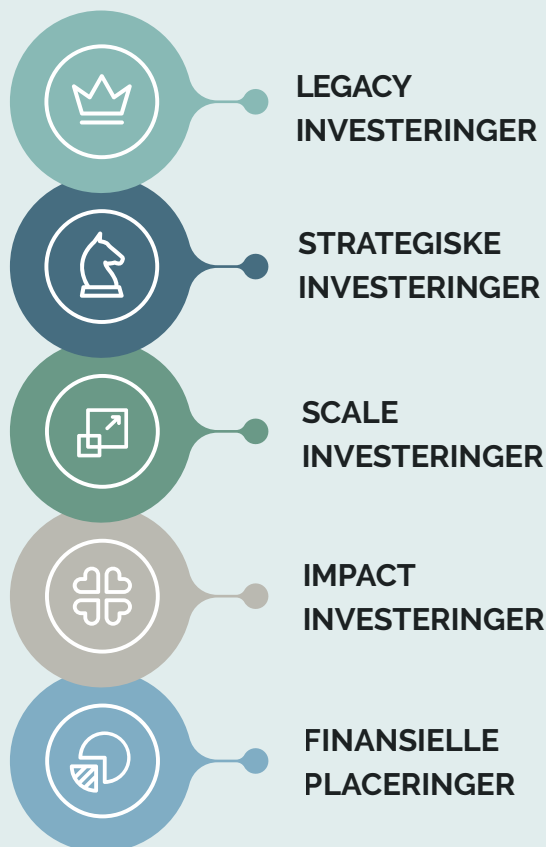 LEGACY
INVESTERINGER
STRATEGISKE
INVESTERINGER
SCALE
INVESTERINGER
IMPACT
INVESTERINGER
FINANSIELLE
PLACERINGER